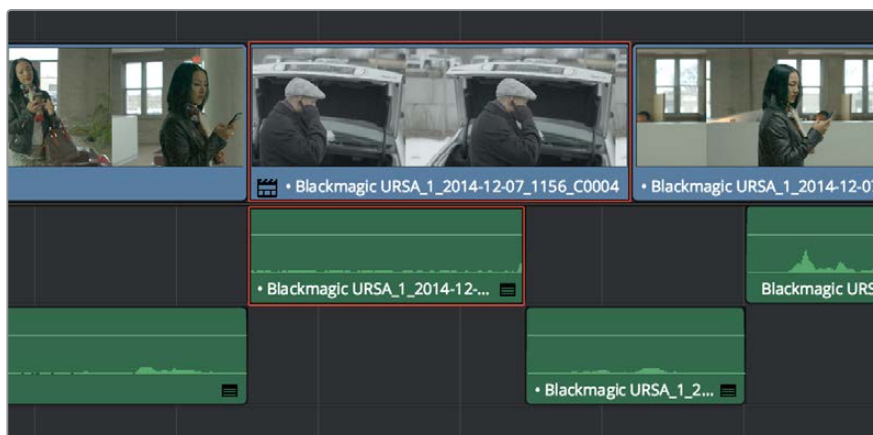 • Blackmagic URSA_1_2014-12-07_1156_C0004
• Blackmagic URSA_1_2014-12-07
• Blackmagic URSA_1_2014-12-...
Blackmagic URS
• Blackmagic URSA_1_2...